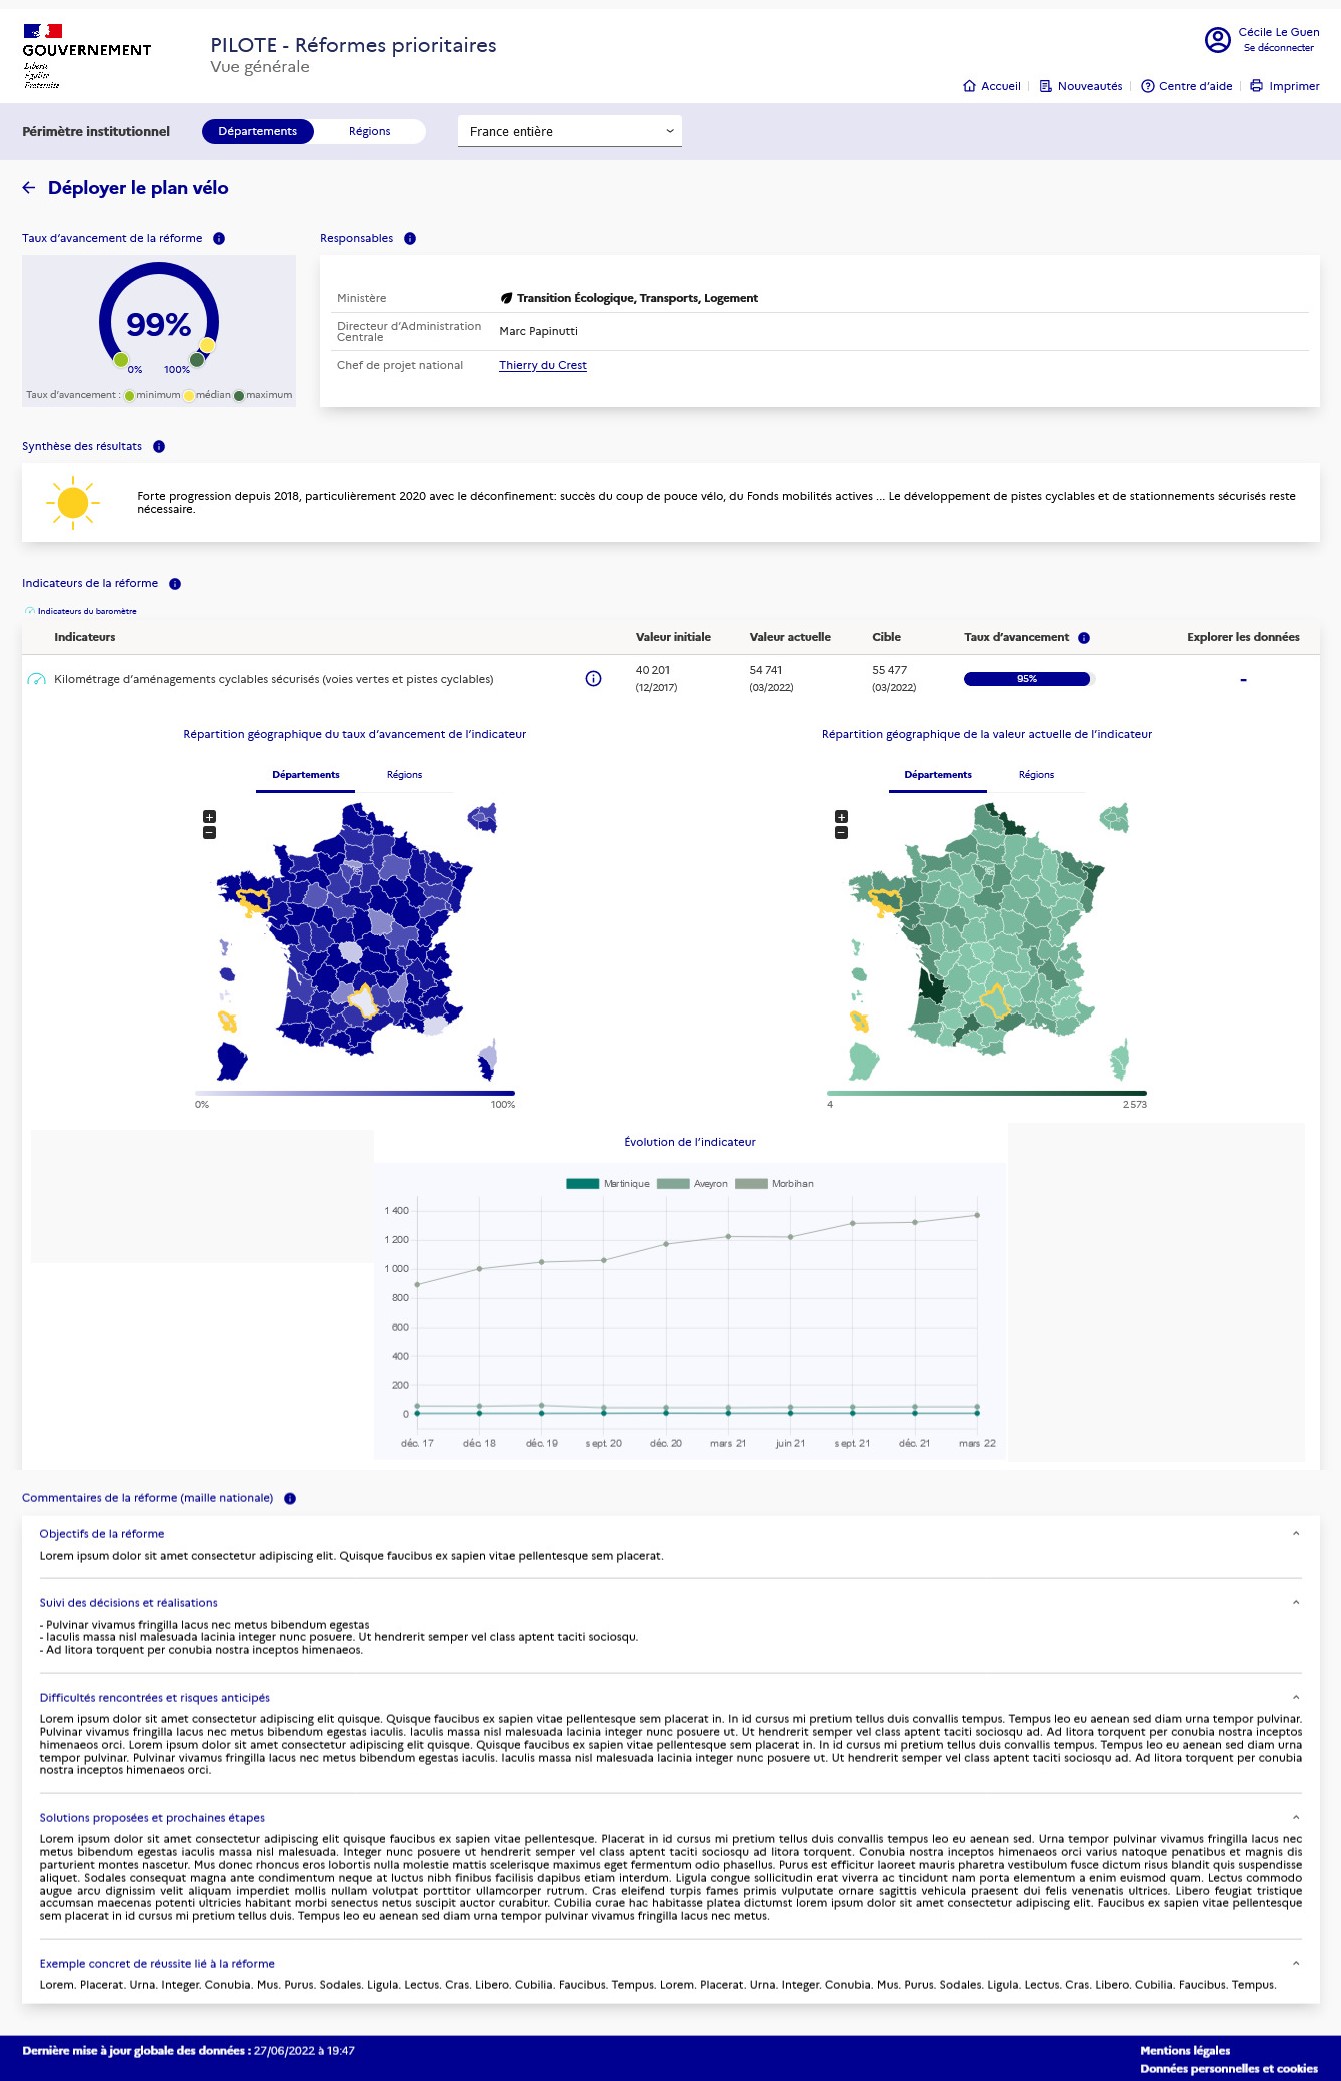 GOUVERNEMENT
Liberté
Égalité
Fraternité
PILOTE - Réformes prioritaires
Vue générale
Cécile Le Guen
Se déconnecter
Accueil
Nouveautés
Centre d’aide
Imprimer
Périmètre institutionnel
Départements
Régions
France entière
Déployer le plan vélo
Taux d’avancement de la réforme
Responsables
99%
0%
100%
Taux d’avancement : minimum médian maximum
Ministère
Transition Écologique, Transports, Logement
Directeur d’Administration
Centrale
Marc Papinutti
Chef de projet national
Thierry du Crest
Synthèse des résultats
Forte progression depuis 2018, particulièrement 2020 avec le déconfinement: succès du coup de pouce vélo, du Fonds mobilités actives ... Le développement de pistes cyclables et de stationnements sécurisés reste
nécessaire.
Indicateurs de la réforme
Indicateurs du baromètre
Indicateurs
Valeur initiale
Valeur actuelle
Cible
Taux d’avancement
Explorer les données
Kilométrage d’aménagements cyclables sécurisés (voies vertes et pistes cyclables)
40 201
(12/2017)
54 741
(03/2022)
55 477
(03/2022)
95%
-
Répartition géographique du taux d’avancement de l’indicateur
Répartition géographique de la valeur actuelle de l’indicateur
Départements
Régions
Départements
Régions
+
−
+
−
0%
100%
4
2 573
Évolution de l’indicateur
Martinique
Aveyron
Morbihan
1 400
1 200
1 000
800
600
400
200
0
déc. 17
déc. 18
déc. 19
sept. 20
déc. 20
mars 21
juin 21
sept. 21
déc. 21
mars 22
Commentaires de la réforme (maille nationale)
Objectifs de la réforme
Lorem ipsum dolor sit amet consectetur adipiscing elit. Quisque faucibus ex sapien vitae pellentesque sem placerat.
Suivi des décisions et réalisations
- Pulvinar vivamus fringilla lacus nec metus bibendum egestas
- Iaculis massa nisl malesuada lacinia integer nunc posuere. Ut hendrerit semper vel class aptent taciti sociosqu.
- Ad litora torquent per conubia nostra inceptos himenaeos.
Difficultés rencontrées et risques anticipés
Lorem ipsum dolor sit amet consectetur adipiscing elit quisque. Quisque faucibus ex sapien vitae pellentesque sem placerat in. In id cursus mi pretium tellus duis convallis tempus. Tempus leo eu aenean sed diam urna tempor pulvinar.
Pulvinar vivamus fringilla lacus nec metus bibendum egestas iaculis. Iaculis massa nisl malesuada lacinia integer nunc posuere ut. Ut hendrerit semper vel class aptent taciti sociosqu ad. Ad litora torquent per conubia nostra inceptos
himenaeos orci. Lorem ipsum dolor sit amet consectetur adipiscing elit quisque. Quisque faucibus ex sapien vitae pellentesque sem placerat in. In id cursus mi pretium tellus duis convallis tempus. Tempus leo eu aenean sed diam urna
tempor pulvinar. Pulvinar vivamus fringilla lacus nec metus bibendum egestas iaculis. Iaculis massa nisl malesuada lacinia integer nunc posuere ut. Ut hendrerit semper vel class aptent taciti sociosqu ad. Ad litora torquent per conubia
nostra inceptos himenaeos orci.
Solutions proposées et prochaines étapes
Lorem ipsum dolor sit amet consectetur adipiscing elit quisque faucibus ex sapien vitae pellentesque. Placerat in id cursus mi pretium tellus duis convallis tempus leo eu aenean sed. Urna tempor pulvinar vivamus fringilla lacus nec
metus bibendum egestas iaculis massa nisl malesuada. Integer nunc posuere ut hendrerit semper vel class aptent taciti sociosqu ad litora torquent. Conubia nostra inceptos himenaeos orci varius natoque penatibus et magnis dis
parturient montes nascetur. Mus donec rhoncus eros lobortis nulla molestie mattis scelerisque maximus eget fermentum odio phasellus. Purus est efficitur laoreet mauris pharetra vestibulum fusce dictum risus blandit quis suspendisse
aliquet. Sodales consequat magna ante condimentum neque at luctus nibh finibus facilisis dapibus etiam interdum. Ligula congue sollicitudin erat viverra ac tincidunt nam porta elementum a enim euismod quam. Lectus commodo
augue arcu dignissim velit aliquam imperdiet mollis nullam volutpat porttitor ullamcorper rutrum. Cras eleifend turpis fames primis vulputate ornare sagittis vehicula praesent dui felis venenatis ultrices. Libero feugiat tristique
accumsan maecenas potenti ultricies habitant morbi senectus netus suscipit auctor curabitur. Cubilia curae hac habitasse platea dictumst lorem ipsum dolor sit amet consectetur adipiscing elit. Faucibus ex sapien vitae pellentesque
sem placerat in id cursus mi pretium tellus duis. Tempus leo eu aenean sed diam urna tempor pulvinar vivamus fringilla lacus nec metus.
Exemple concret de réussite lié à la réforme
Lorem. Placerat. Urna. Integer. Conubia. Mus. Purus. Sodales. Ligula. Lectus. Cras. Libero. Cubilia. Faucibus. Tempus. Lorem. Placerat. Urna. Integer. Conubia. Mus. Purus. Sodales. Ligula. Lectus. Cras. Libero. Cubilia. Faucibus. Tempus.
Dernière mise à jour globale des données : 27/06/2022 à 19:47
Mentions légales
Données personnelles et cookies